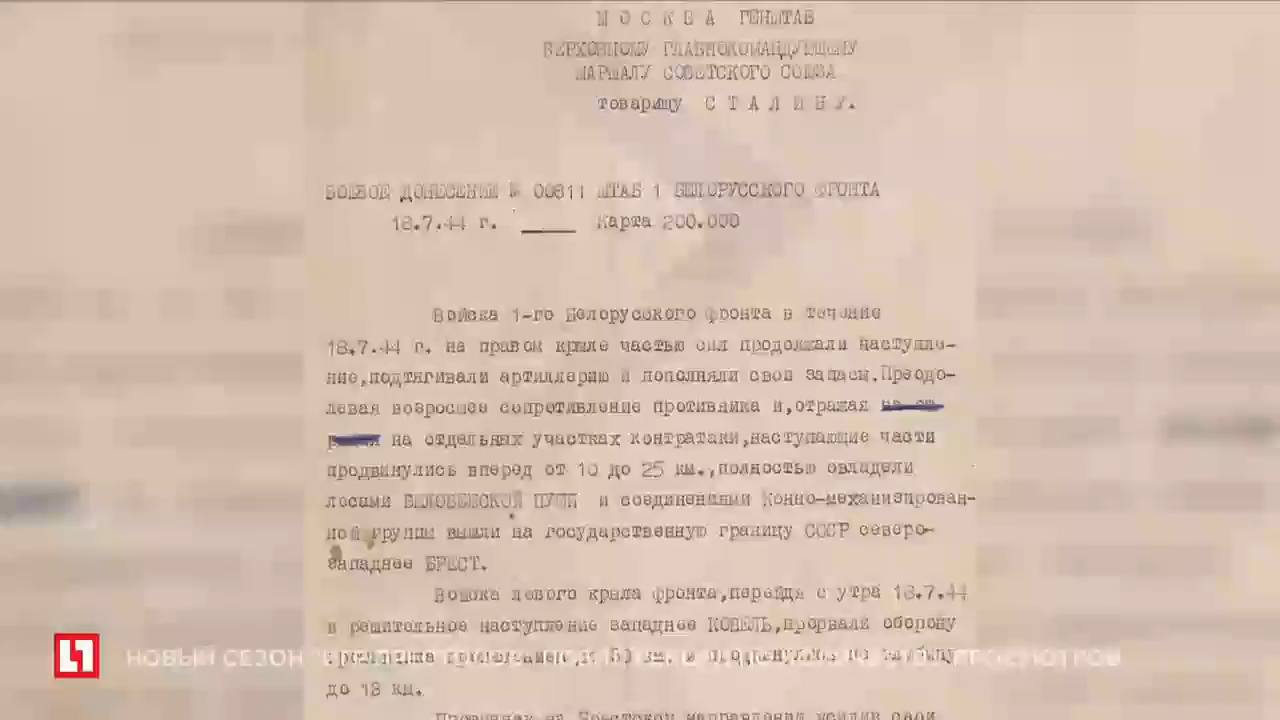 МОСКВА ГЕНШТАБ
ВЕРХОВНОМУ ГЛАВНОКОМАНДУЮЩЕМУ
МАРШАЛУ СОВЕТСКОГО СОЮЗА
товарищу СТАЛИНУ.
БОЕВОЕ ДОНЕСЕНИЕ № 00811 ШТАБ 1 БЕЛОРУССКОГО ФРОНТА
18.7.44 г. Карта 200.000
Войска 1-го Белорусского фронта в течение
18.7.44 г. на правом крыле частью сил продолжали наступле-
ние,подтягивали артиллерию и пополняли свои запасы.Преодо-
левая возросшее сопротивление противника и,отражая
на отдельных участках контратаки,наступающие части
продвинулись вперед от 10 до 25 км.,полностью овладели
лесами БЕЛОВЕЖСКОЙ ПУЩИ и соединениями Конно-механизирован-
ной группы вышли на государственную границу СССР северо-
западнее БРЕСТ.
Войска левого крыла фронта,перейдя с утра 18.7.44
в решительное наступление западнее КОВЕЛЬ,прорвали оборону
до 18 км.
L1 НОВЫЙ СЕЗОН ПРОСМОТРОВ